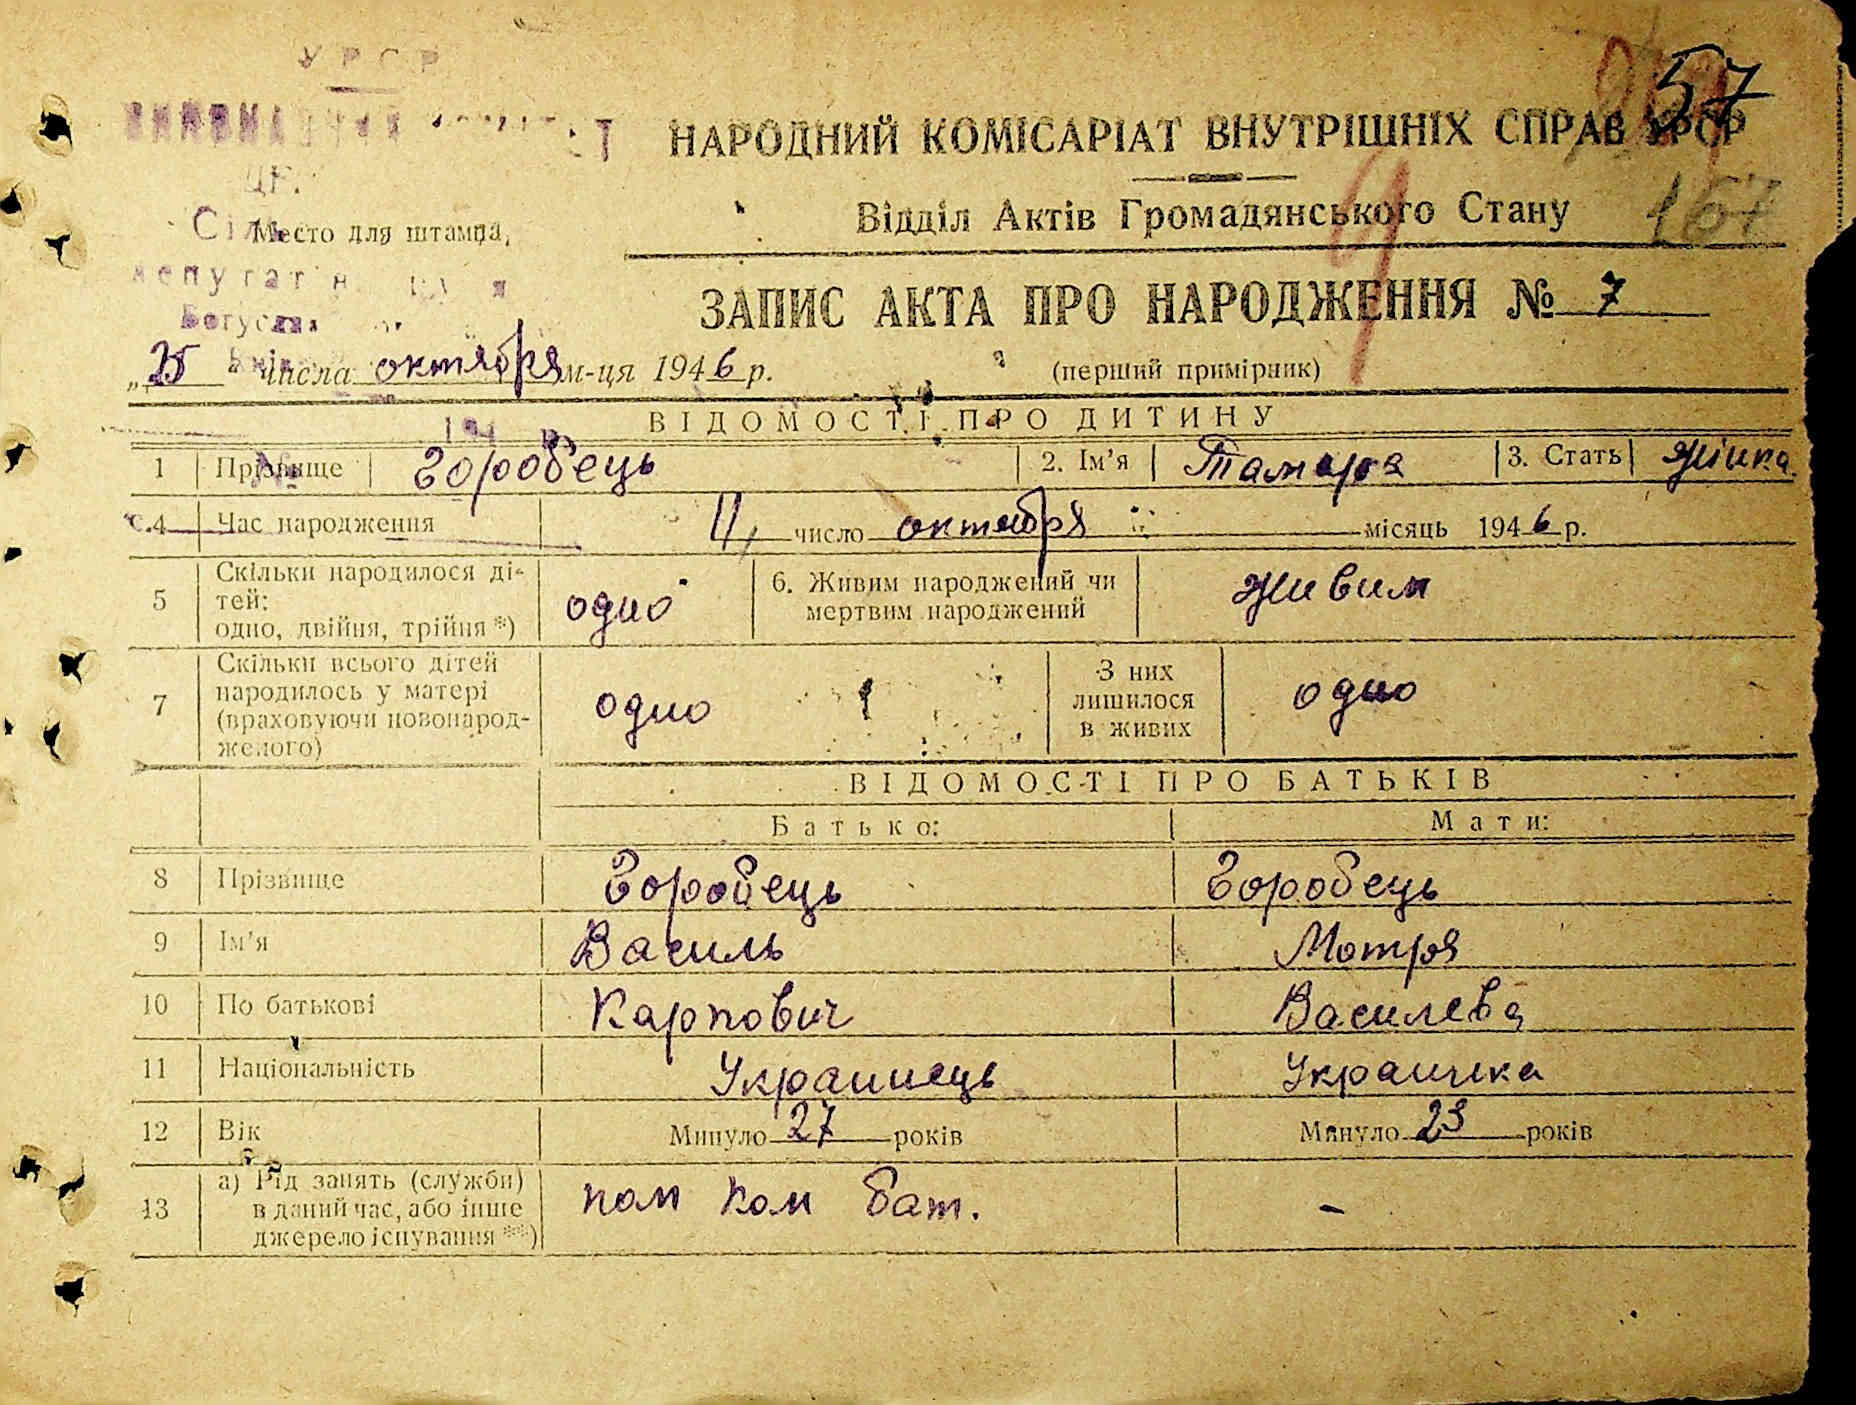 УРСР
57
НАРОДНИЙ КОМІСАРІАТ ВНУТРІШНІХ СПРАВ УРСР
Відділ Актів Громадянського Стану
167
Место для штампа,
ЗАПИС АКТА ПРО НАРОДЖЕННЯ № 7
„25 числа октября м-ця 1946 р.
(перший примірник)
ВІДОМОСТІ ПРО ДИТИНУ
1 Прізвище Горобець 2. Ім'я Тамара 3. Стать жінка
4 Час народження 11, число октября місяць 1946 р.
5 Скільки народилося ді-
тей:
одно, двійня, трійня *) одно 6. Живим народжений чи
мертвим народжений живим
7 Скільки всього дітей
народилось у матері
(враховуючи новонарод-
желого) одно З них
лишилося
в живих одно
ВІДОМОСТІ ПРО БАТЬКІВ
Батько: Мати:
8 Прізвище Горобець Горобець
9 Ім'я Василь Мотря
10 По батькові Карпович Василева
11 Національність Украинець Украинка
12 Вік Минуло 27 років Минуло 23 років
13 а) Рід занять (служби)
в даний час, або інше
джерело існування **) пом ком бат. -